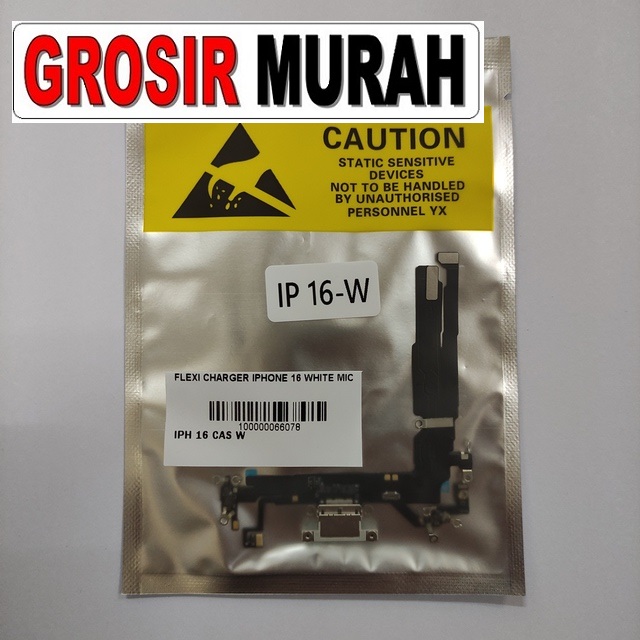 GROSIR MURAH
CAUTION
STATIC SENSITIVE
DEVICES
NOT TO BE HANDLED
BY UNAUTHORISED
PERSONNEL YX
IP 16-W
FLEXI CHARGER IPHONE 16 WHITE MIC
100000066078
IPH 16 CAS W